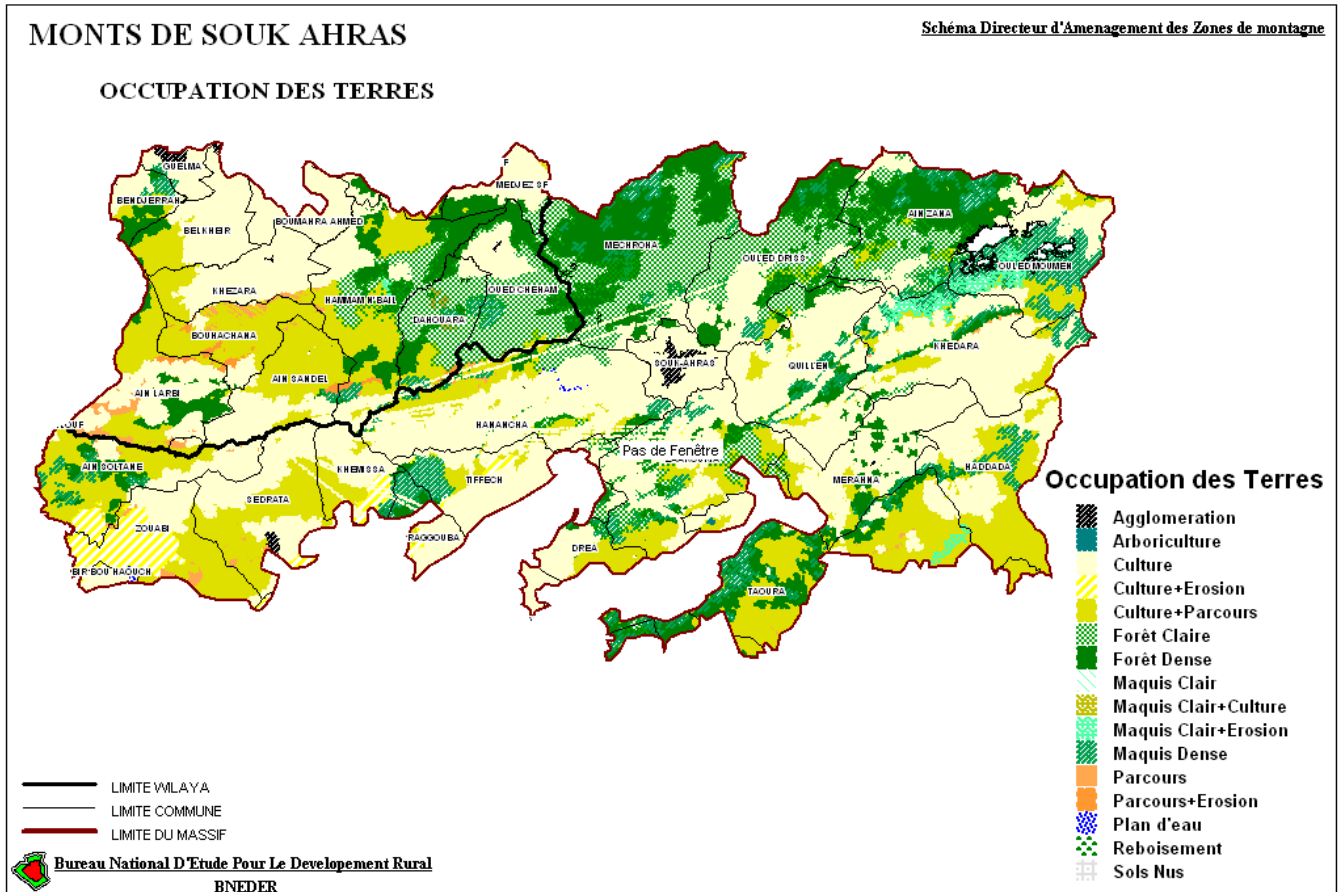 MONTS DE SOUK AHRAS
Schéma Directeur d'Amenagement des Zones de montagne
OCCUPATION DES TERRES
GUELMA
F
MEDJEZ SF
BENDJERRAH
BOUMAHRA AHMED
AIN ZANA
BELKHEIR
MECHROHA
OULED DRISS
OULED MOUMEN
KHEZARA
HAMMAM N'BAIL
OUED CHEHAM
DAHOUARA
BOUHACHANA
KHEDARA
SOUK-AHRAS
QUILLEN
AIN SANDEL
AIN LARBI
LOUF
HANANCHA
Pas de Fenêtre
AIN SOLTANE
KHEMISSA
TIFFECH
HADDADA
MERAHNA
SEDRATA
ZOUABI
RAGGOUBA
DREA
BIR BOU HAOUCH
TAOURA
Occupation des Terres
Agglomeration
Arboriculture
Culture
Culture+Erosion
Culture+Parcours
Forêt Claire
Forêt Dense
Maquis Clair
Maquis Clair+Culture
Maquis Clair+Erosion
Maquis Dense
Parcours
Parcours+Erosion
Plan d'eau
Reboisement
Sols Nus
LIMITE WILAYA
LIMITE COMMUNE
LIMITE DU MASSIF
Bureau National D'Etude Pour Le Developement Rural
BNEDER